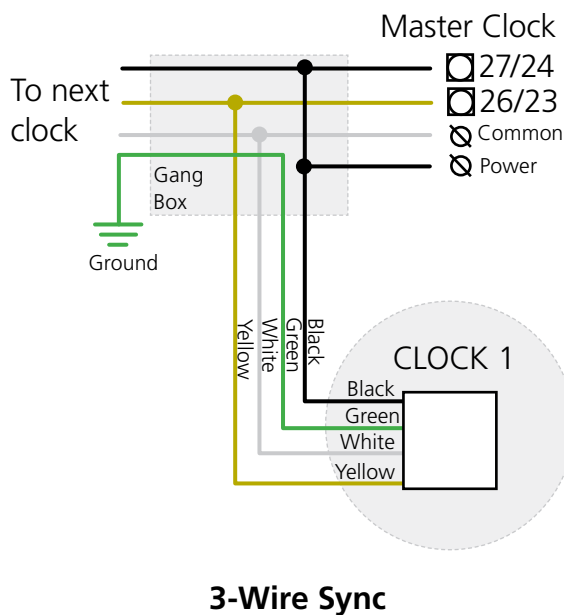 Master Clock
27/24
26/23
Common
Power
To next
clock
Gang
Box
Ground
Yellow
White
Green
Black
CLOCK 1
Black
Green
White
Yellow
3-Wire Sync